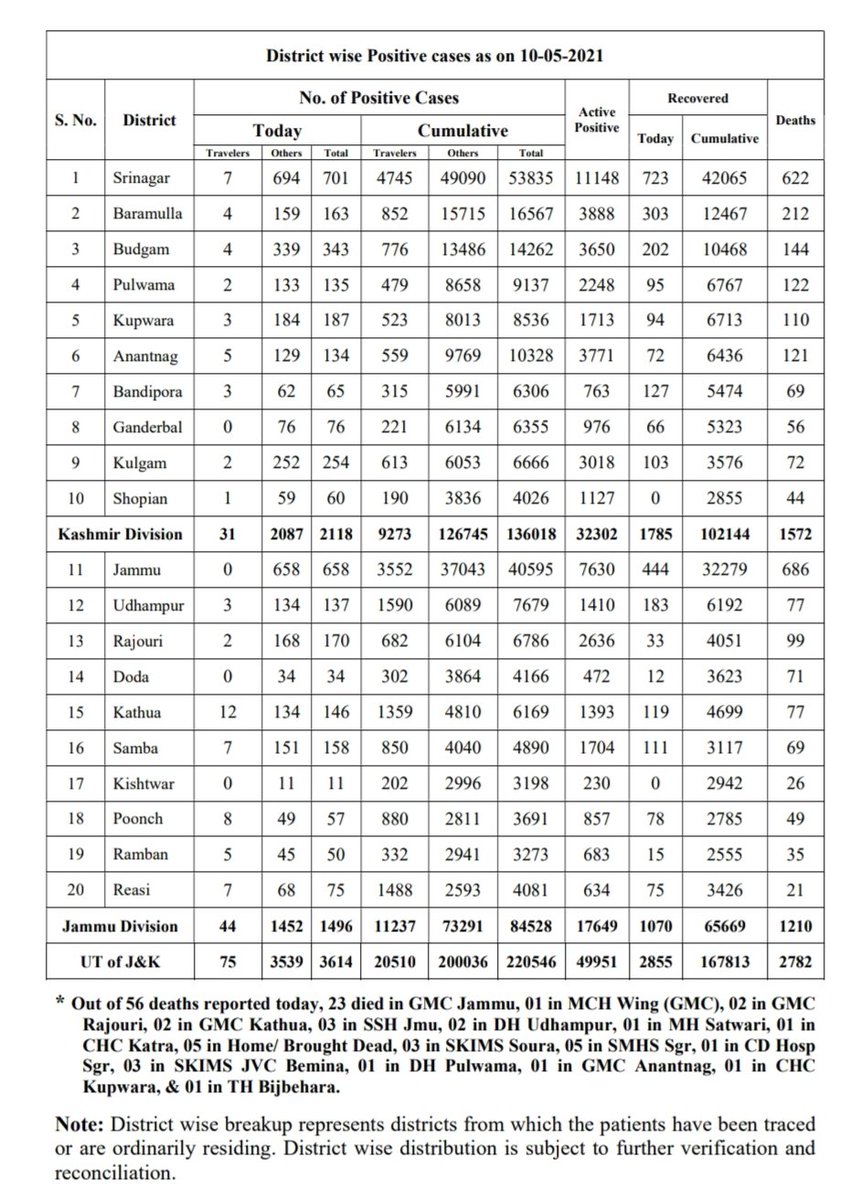 District wise Positive cases as on 10-05-2021
S. No. District No. of Positive Cases Active Positive Recovered Deaths
Today Cumulative Today Cumulative
Travelers Others Total Travelers Others Total
1 Srinagar 7 694 701 4745 49090 53835 11148 723 42065 622
2 Baramulla 4 159 163 852 15715 16567 3888 303 12467 212
3 Budgam 4 339 343 776 13486 14262 3650 202 10468 144
4 Pulwama 2 133 135 479 8658 9137 2248 95 6767 122
5 Kupwara 3 184 187 523 8013 8536 1713 94 6713 110
6 Anantnag 5 129 134 559 9769 10328 3771 72 6436 121
7 Bandipora 3 62 65 315 5991 6306 763 127 5474 69
8 Ganderbal 0 76 76 221 6134 6355 976 66 5323 56
9 Kulgam 2 252 254 613 6053 6666 3018 103 3576 72
10 Shopian 1 59 60 190 3836 4026 1127 0 2855 44
Kashmir Division 31 2087 2118 9273 126745 136018 32302 1785 102144 1572
11 Jammu 0 658 658 3552 37043 40595 7630 444 32279 686
12 Udhampur 3 134 137 1590 6089 7679 1410 183 6192 77
13 Rajouri 2 168 170 682 6104 6786 2636 33 4051 99
14 Doda 0 34 34 302 3864 4166 472 12 3623 71
15 Kathua 12 134 146 1359 4810 6169 1393 119 4699 77
16 Samba 7 151 158 850 4040 4890 1704 111 3117 69
17 Kishtwar 0 11 11 202 2996 3198 230 0 2942 26
18 Poonch 8 49 57 880 2811 3691 857 78 2785 49
19 Ramban 5 45 50 332 2941 3273 683 15 2555 35
20 Reasi 7 68 75 1488 2593 4081 634 75 3426 21
Jammu Division 44 1452 1496 11237 73291 84528 17649 1070 65669 1210
UT of J&K 75 3539 3614 20510 200036 220546 49951 2855 167813 2782
* Out of 56 deaths reported today, 23 died in GMC Jammu, 01 in MCH Wing (GMC), 02 in GMC
Rajouri, 02 in GMC Kathua, 03 in SSH Jmu, 02 in DH Udhampur, 01 in MH Satwari, 01 in
CHC Katra, 05 in Home/ Brought Dead, 03 in SKIMS Soura, 05 in SMHS Sgr, 01 in CD Hosp
Sgr, 03 in SKIMS JVC Bemina, 01 in DH Pulwama, 01 in GMC Anantnag, 01 in CHC
Kupwara, & 01 in TH Bijbehara.
Note: District wise breakup represents districts from which the patients have been traced
or are ordinarily residing. District wise distribution is subject to further verification and
reconciliation.